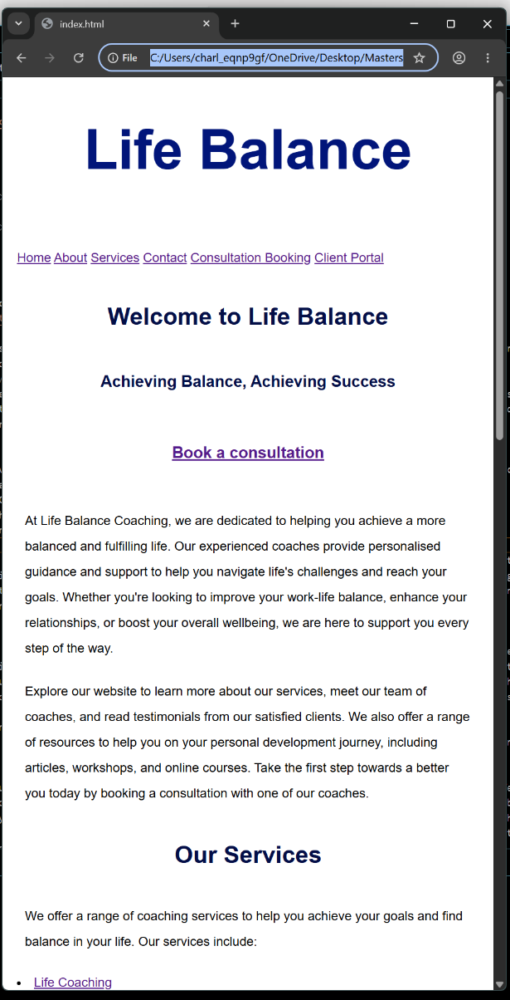 index.html
File
C:/Users/charl_eqnp9gf/OneDrive/Desktop/Masters
Life Balance
Home About Services Contact Consultation Booking Client Portal
Welcome to Life Balance
Achieving Balance, Achieving Success
Book a consultation
At Life Balance Coaching, we are dedicated to helping you achieve a more
balanced and fulfilling life. Our experienced coaches provide personalised
guidance and support to help you navigate life's challenges and reach your
goals. Whether you're looking to improve your work-life balance, enhance your
relationships, or boost your overall wellbeing, we are here to support you every
step of the way.
Explore our website to learn more about our services, meet our team of
coaches, and read testimonials from our satisfied clients. We also offer a range
of resources to help you on your personal development journey, including
articles, workshops, and online courses. Take the first step towards a better
you today by booking a consultation with one of our coaches.
Our Services
We offer a range of coaching services to help you achieve your goals and find
balance in your life. Our services include:
• Life Coaching